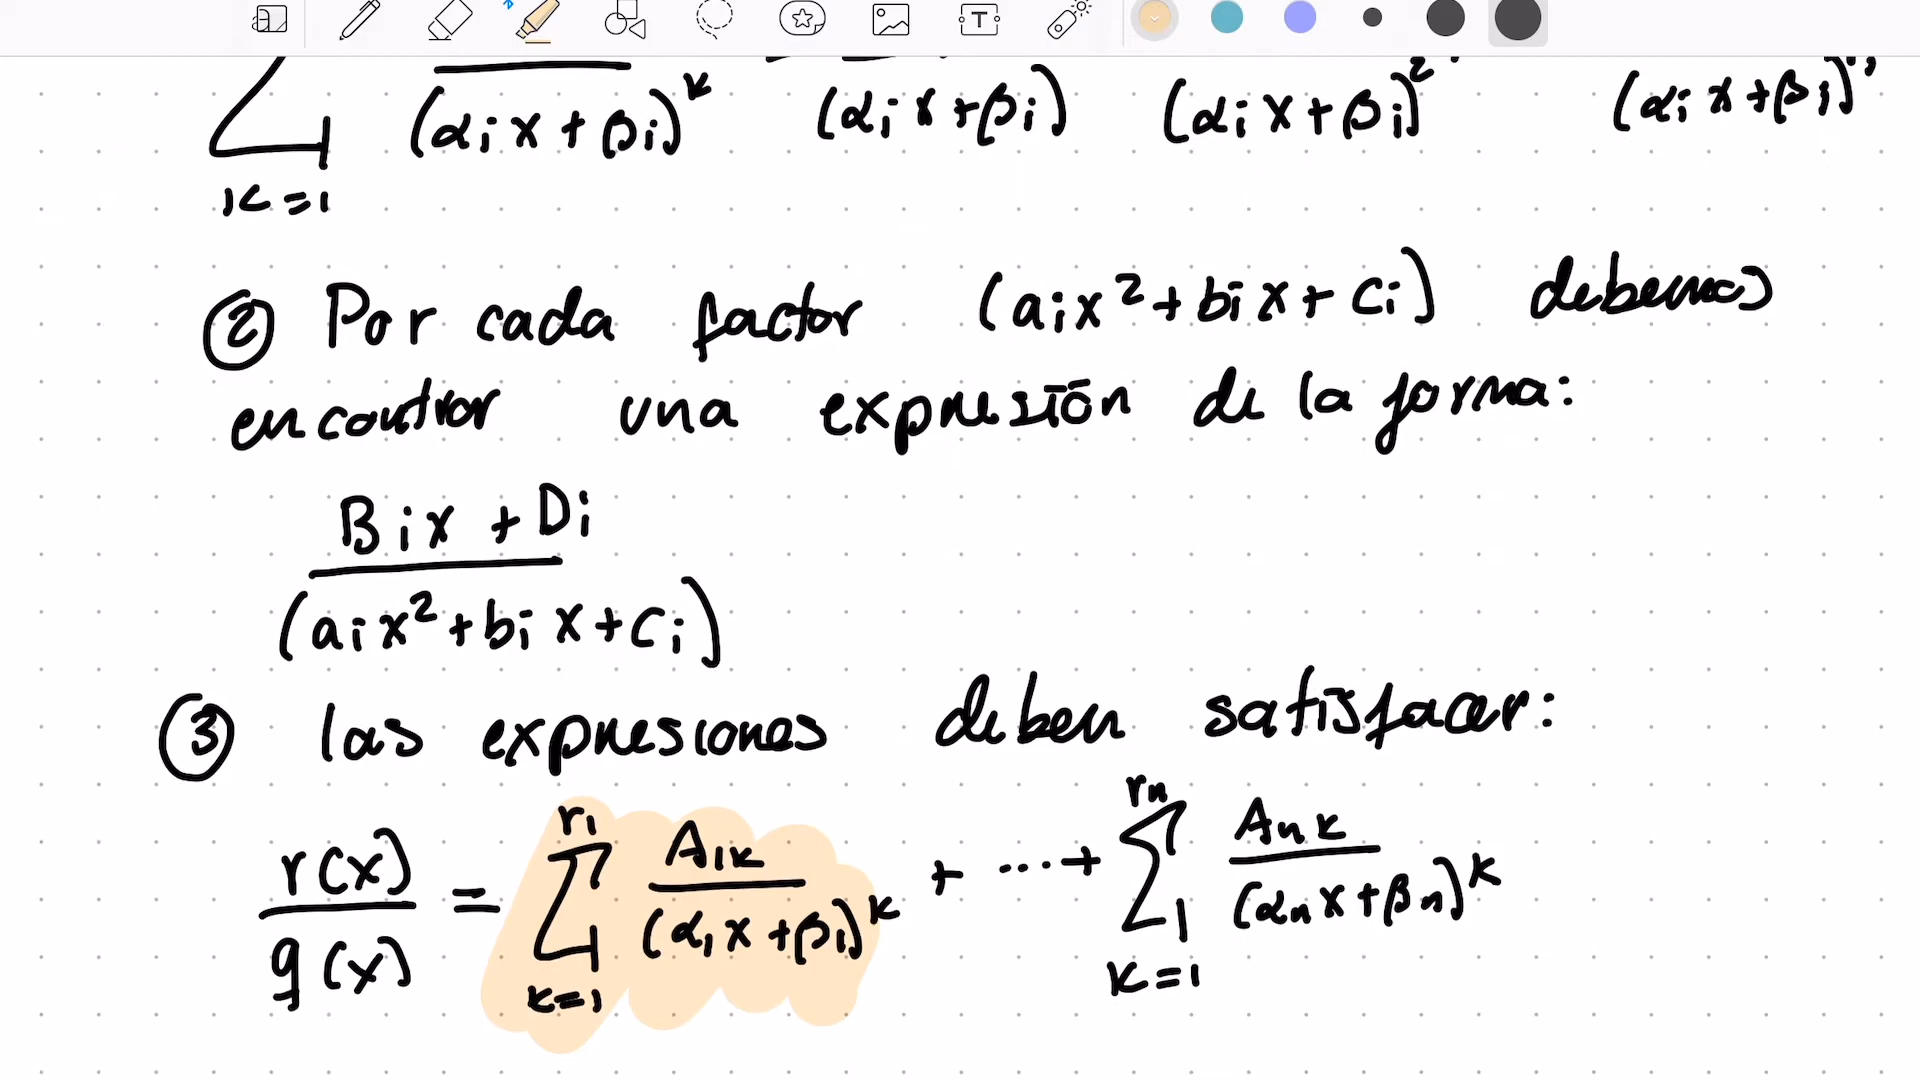 Σ k=1 (αix+βi)^k (αix+βi) (αix+βi)^2 (αix+βi)
② Por cada factor (aix²+bix+ci) debemos
encontrar una expresión de la forma:
Bix + Di
(aix²+bix+ci)
③ las expresiones deben satisfacer:
r(x)/q(x) = Σ_{k=1}^{r1} A1k/(α1x+β1)^k + ···+ Σ_{k=1}^{rn} Ank/(αnx+βn)^k